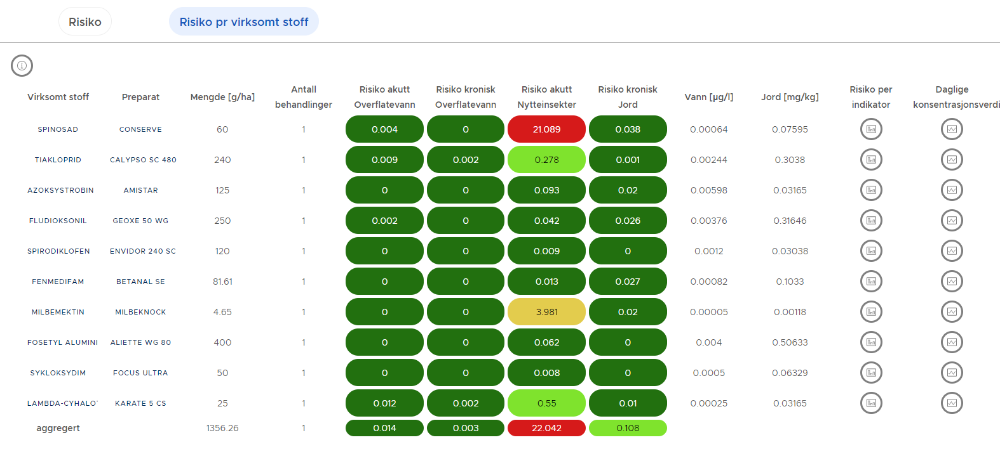 Risiko
Risiko pr virksomt stoff
Virksomt stoff Preparat Mengde [g/ha] Antall behandlinger Risiko akutt Overflatevann Risiko kronisk Overflatevann Risiko akutt Nytteinsekter Risiko kronisk Jord Vann [µg/l] Jord [mg/kg] Risiko per indikator Daglige konsentrasjonsverdi
SPINOSAD CONSERVE 60 1 0.004 0 21.089 0.038 0.00064 0.07595
TIAKLOPRID CALYPSO SC 480 240 1 0.009 0.002 0.278 0.001 0.00244 0.3038
AZOKSYSTROBIN AMISTAR 125 1 0 0 0.093 0.02 0.00598 0.03165
FLUDIOKSONIL GEOXE 50 WG 250 1 0.002 0 0.042 0.026 0.00376 0.31646
SPIRODIKLOFEN ENVIDOR 240 SC 120 1 0 0 0.009 0 0.0012 0.03038
FENMEDIFAM BETANAL SE 81.61 1 0 0 0.013 0.027 0.00082 0.1033
MILBEMEKTIN MILBEKNOCK 4.65 1 0 0 3.981 0.02 0.00005 0.00118
FOSETYL ALUMINI ALIETTE WG 80 400 1 0 0 0.062 0 0.004 0.50633
SYKLOKSYDIM FOCUS ULTRA 50 1 0 0 0.008 0 0.0005 0.06329
LAMBDA-CYHALO KARATE 5 CS 25 1 0.012 0.002 0.55 0.01 0.00025 0.03165
aggregert 1356.26 1 0.014 0.003 22.042 0.108